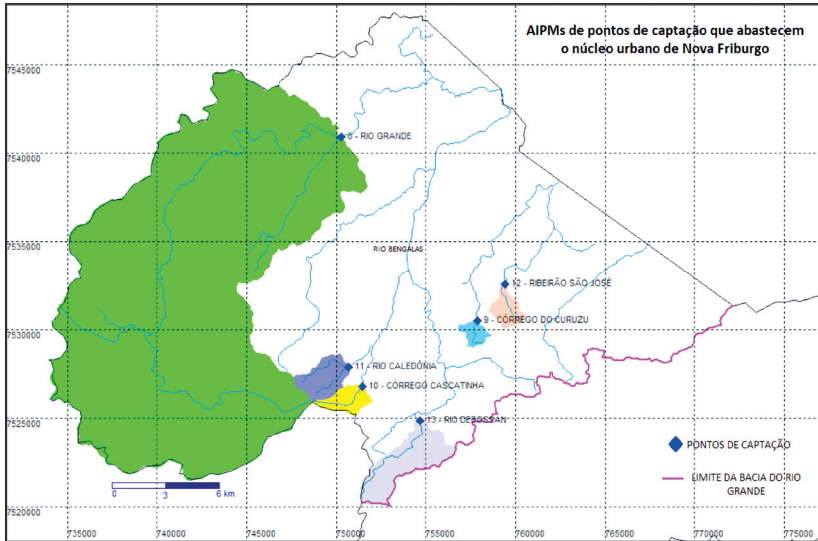 AIPMs de pontos de captação que abastecem
o núcleo urbano de Nova Friburgo
7545000
8 - RIO GRANDE
7540000
7535000
RIO BENGALAS
12 - RIBEIRÃO SÃO JOSÉ
9 - CÓRREGO DO CURUZU
7530000
11 - RIO CALEDÔNIA
10 - CÓRREGO CASCATINHA
7525000
13 - RIO DEBOSSAN
PONTOS DE CAPTAÇÃO
LIMITE DA BACIA DO RIO
GRANDE
0 3 6 km
7520000
735000 740000 745000 750000 755000 760000 765000 770000 775000